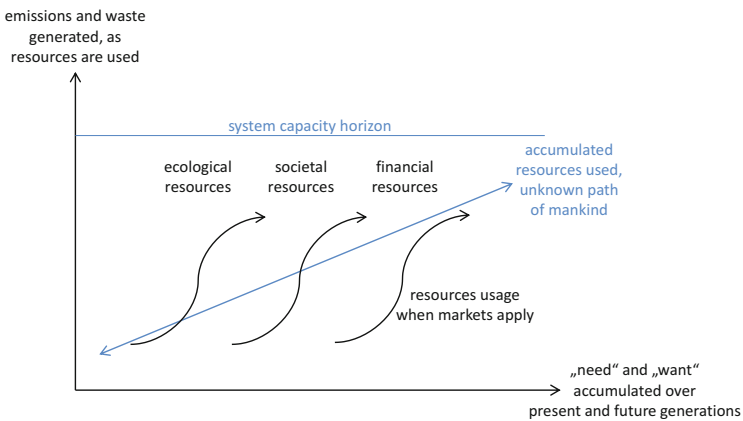 emissions and waste
generated, as
resources are used
system capacity horizon
ecological
resources
societal
resources
financial
resources
accumulated
resources used,
unknown path
of mankind
resources usage
when markets apply
„need“ and „want“
accumulated over
present and future generations